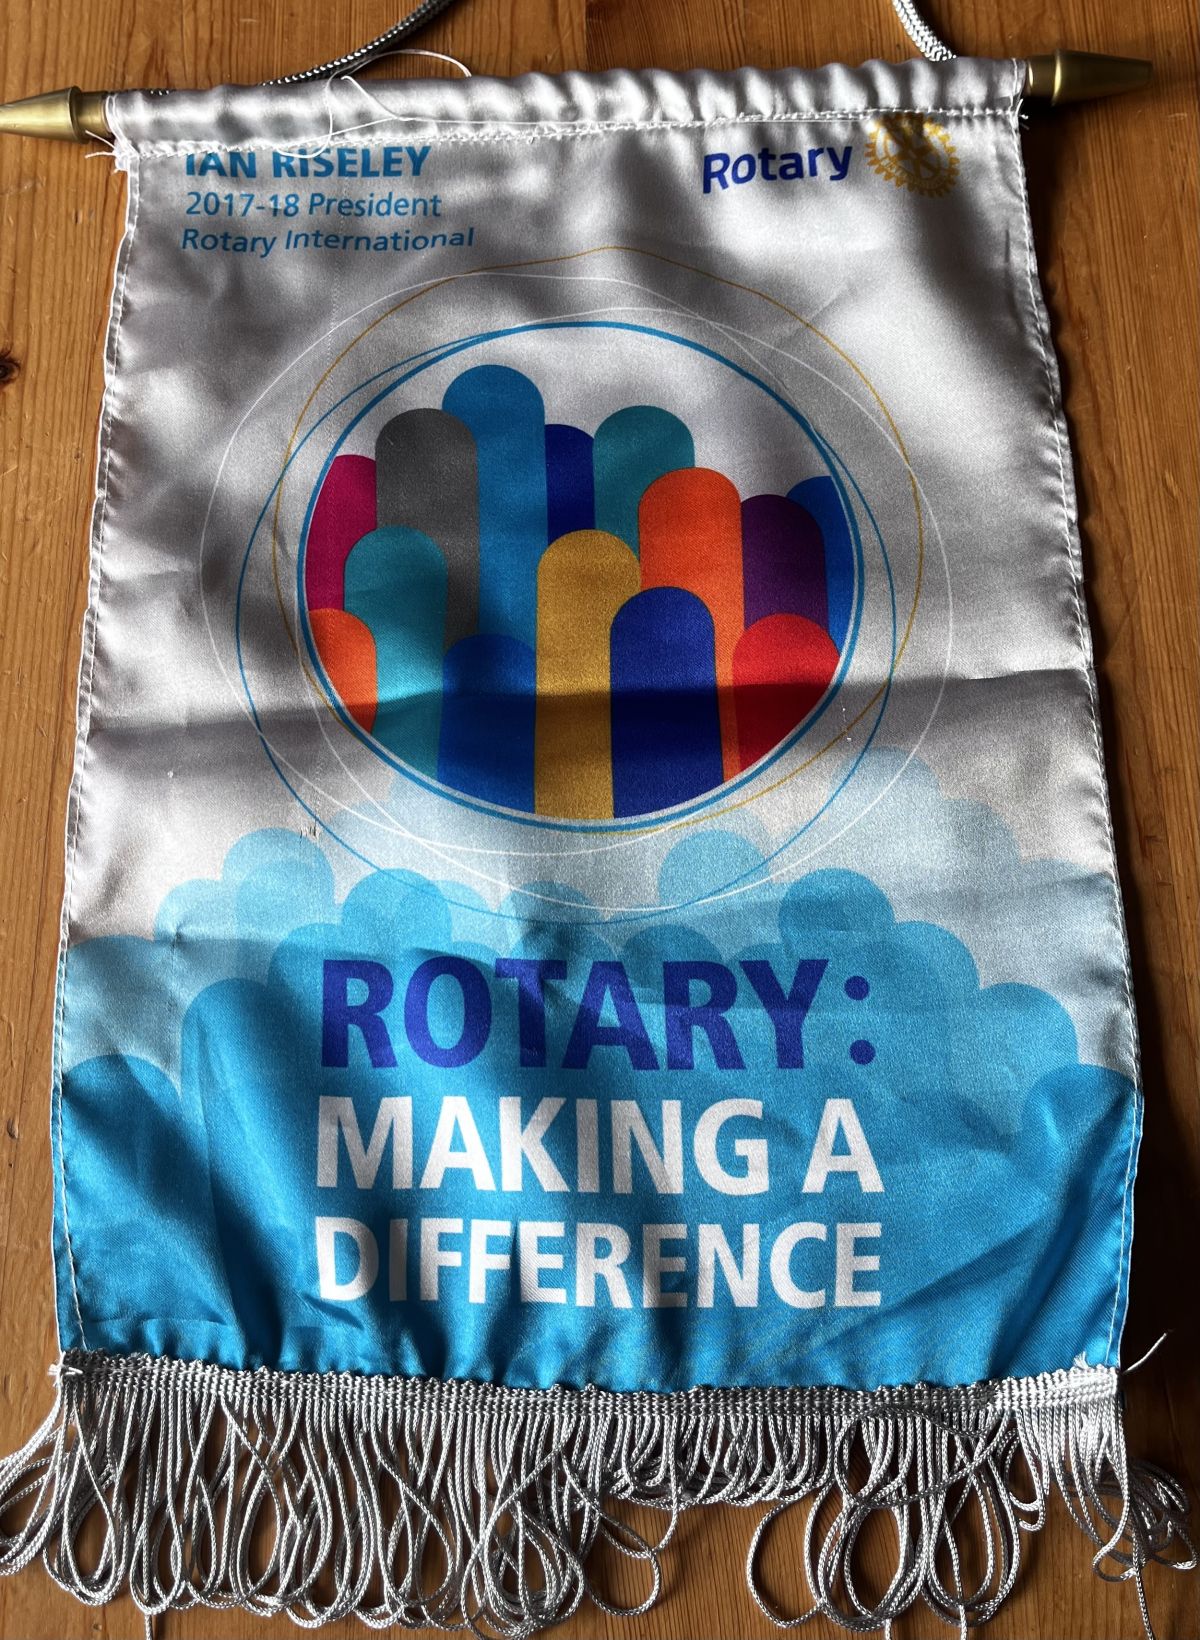 IAN RISELEY
2017-18 President
Rotary International
Rotary
ROTARY:
MAKING A
DIFFERENCE